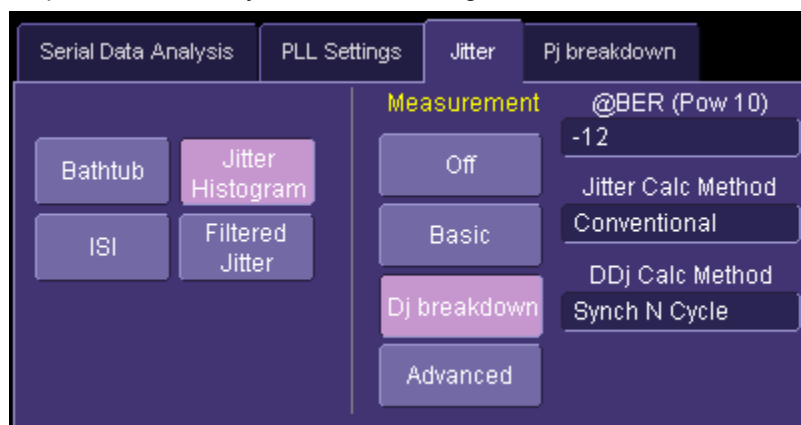 Serial Data Analysis
PLL Settings
Jitter
Pj breakdown
Bathtub
Jitter
Histogram
ISI
Filtered
Jitter
Measurement
Off
Basic
Dj breakdown
Advanced
@BER (Pow 10)
-12
Jitter Calc Method
Conventional
DDj Calc Method
Synch N Cycle